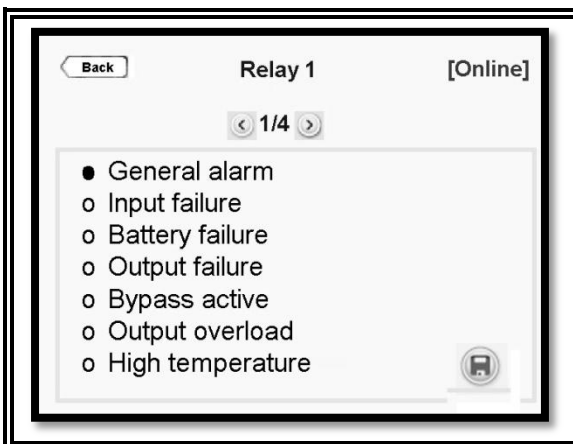 Back Relay 1 [Online]
1/4
● General alarm
o Input failure
o Battery failure
o Output failure
o Bypass active
o Output overload
o High temperature